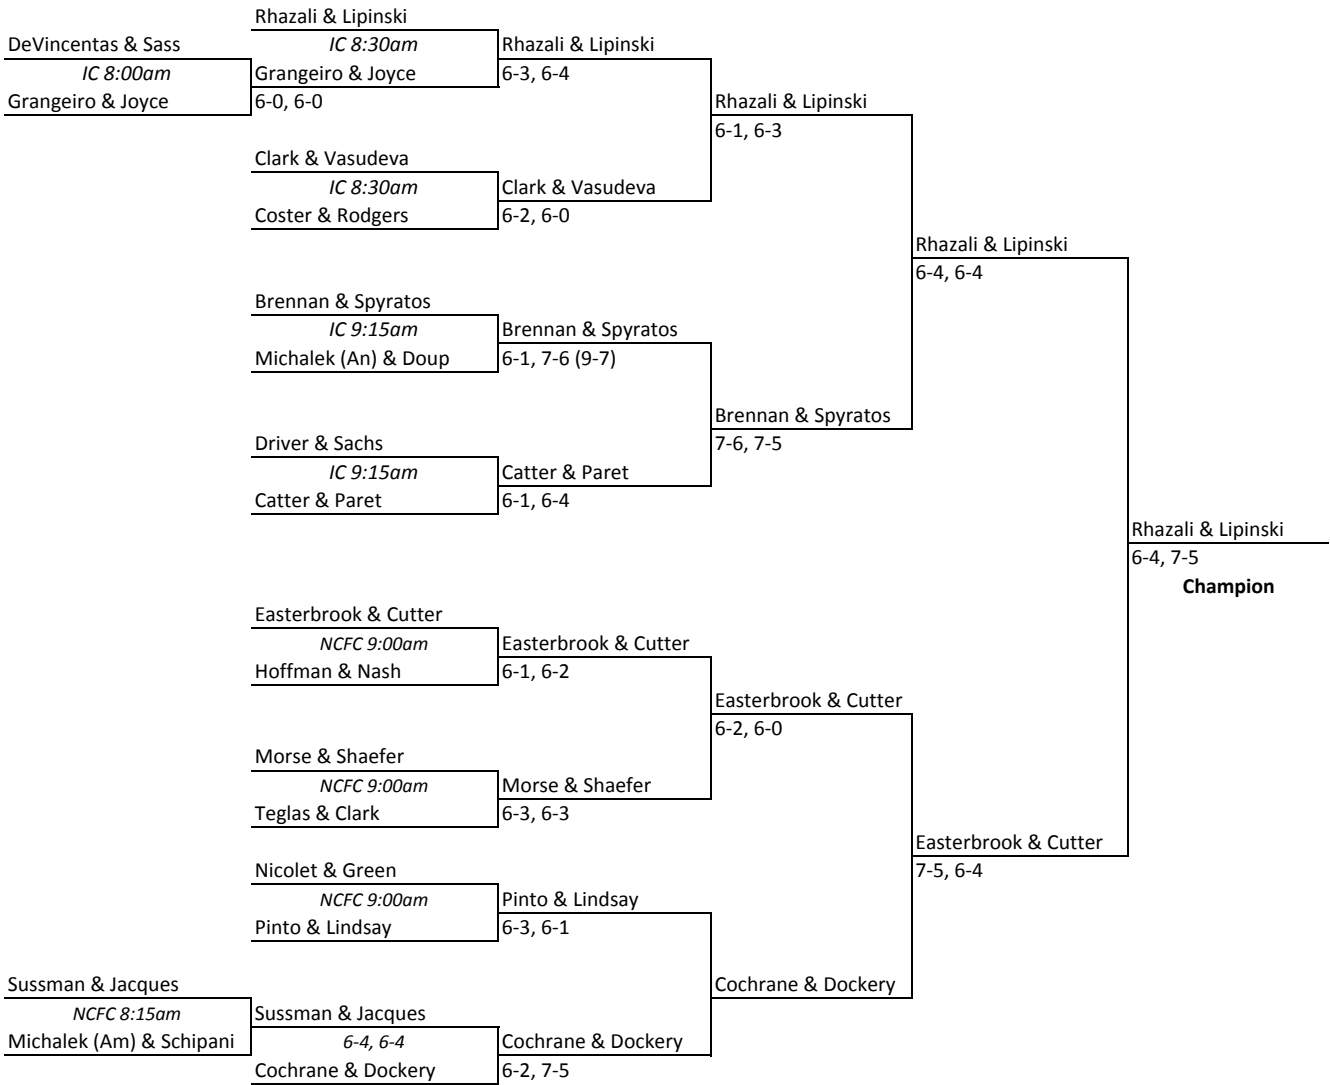 Rhazali & Lipinski
DeVincentas & Sass
IC 8:30am
Rhazali & Lipinski
IC 8:00am
Grangeiro & Joyce
6-3, 6-4
Grangeiro & Joyce
6-0, 6-0
Rhazali & Lipinski
6-1, 6-3
Clark & Vasudeva
IC 8:30am
Clark & Vasudeva
Coster & Rodgers
6-2, 6-0
Rhazali & Lipinski
6-4, 6-4
Brennan & Spyratos
IC 9:15am
Brennan & Spyratos
Michalek (An) & Doup
6-1, 7-6 (9-7)
Brennan & Spyratos
7-6, 7-5
Driver & Sachs
IC 9:15am
Catter & Paret
Catter & Paret
6-1, 6-4
Rhazali & Lipinski
6-4, 7-5
Champion
Easterbrook & Cutter
NCFC 9:00am
Easterbrook & Cutter
Hoffman & Nash
6-1, 6-2
Easterbrook & Cutter
6-2, 6-0
Morse & Shaefer
NCFC 9:00am
Morse & Shaefer
Teglas & Clark
6-3, 6-3
Easterbrook & Cutter
7-5, 6-4
Nicolet & Green
NCFC 9:00am
Pinto & Lindsay
Pinto & Lindsay
6-3, 6-1
Sussman & Jacques
Cochrane & Dockery
NCFC 8:15am
Sussman & Jacques
Michalek (Am) & Schipani
6-4, 6-4
Cochrane & Dockery
Cochrane & Dockery
6-2, 7-5